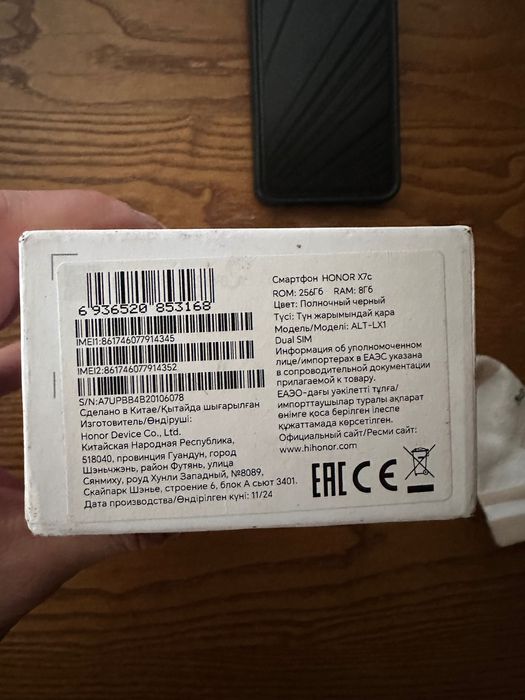 6 936520 853168
IMEI1:861746077914345
IMEI2:861746077914352
S/N:A7UPBB4B20106078
Сделано в Китае/Қытайда шығарылған
Изготовитель/Өндіруші:
Honor Device Co., Ltd.
Китайская Народная Республика,
518040, провинция Гуандун, город
Шэньчжэнь, район Футянь, улица
Сянмиху, роуд Хунли Западный, №8089,
Скайпарк Шэнье, строение 6, блок А сьют 3401.
Дата производства/Өндірілген күні: 11/24
Смартфон HONOR X7c
ROM: 256Гб RAM: 8Гб
Цвет: Полночный черный
Түсі: Түн жарымындай қара
Модель/Моделі: ALT-LX1
Dual SIM
Информация об уполномоченном
лице/импортерах в ЕАЭС указана
в сопроводительной документации
прилагаемой к товару.
ЕАЭО-дағы уәкілетті тұлға/
импорттаушылар туралы ақпарат
өнімге қоса берілген ілеспе
құжаттамада көрсетілген.
Официальный сайт/Ресми сайт:
www.hihonor.com
EAC CE